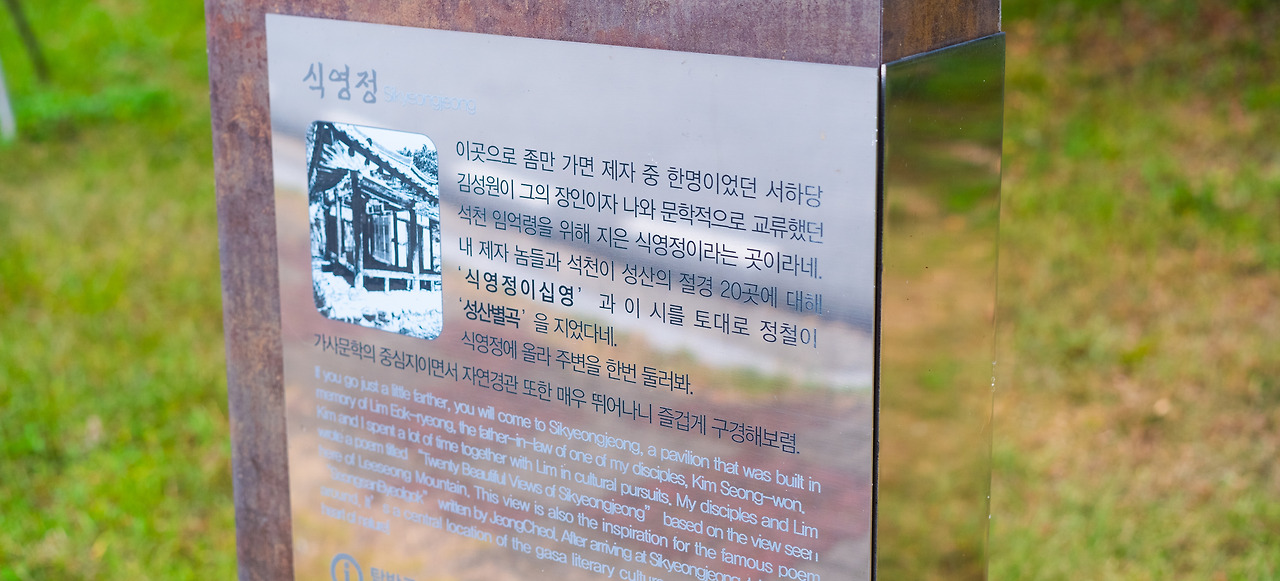 식영정 Sikyeongjeong
이곳으로 좀만 가면 제자 중 한명이었던 서하당
김성원이 그의 장인이자 나와 문학적으로 교류했던
석천 임억령을 위해 지은 식영정이라는 곳이라네.
내 제자 놈들과 석천이 성산의 절경 20곳에 대해
‘식영정이십영’ 과 이 시를 토대로 정철이
‘성산별곡’ 을 지었다네.
식영정에 올라 주변을 한번 둘러봐.
가사문학의 중심지이면서 자연경관 또한 매우 뛰어나니 즐겁게 구경해보렴.
If you go just a little farther, you will come to Sikyeongjeong, a pavilion that was built in
memory of Lim Eok-ryeong, the father-in-law of one of my disciples, Kim Seong-won.
Kim and I spent a lot of time together with Lim in cultural pursuits. My disciples and Lim
wrote a poem titled “Twenly Beautiful Views of Sikyeongjeong” based on the view seen
here of Leeseong Mountain. This view is also the inspiration for the famous poem
written by JeongCheol. After arriving at Sikyeongjeong,
around. It' s a central location of the gasa literary
heart of nature!